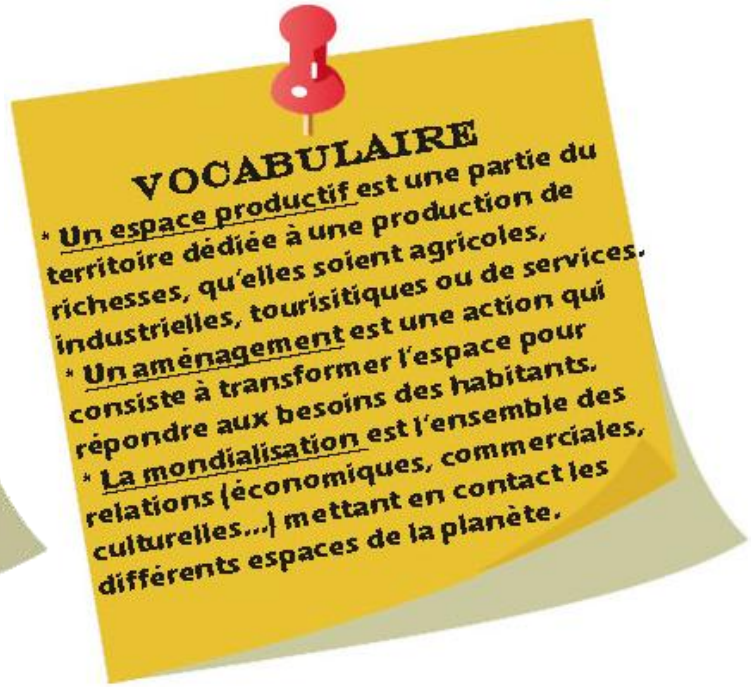 VOCABULAIRE
* Un espace productif est une partie du
territoire dédiée à une production de
richesses, qu'elles soient agricoles,
industrielles, tourisitiques ou de services.
* Un aménagement est une action qui
consiste à transformer l'espace pour
répondre aux besoins des habitants.
* La mondialisation est l'ensemble des
relations (économiques, commerciales,
culturelles...) mettant en contact les
différents espaces de la planète.